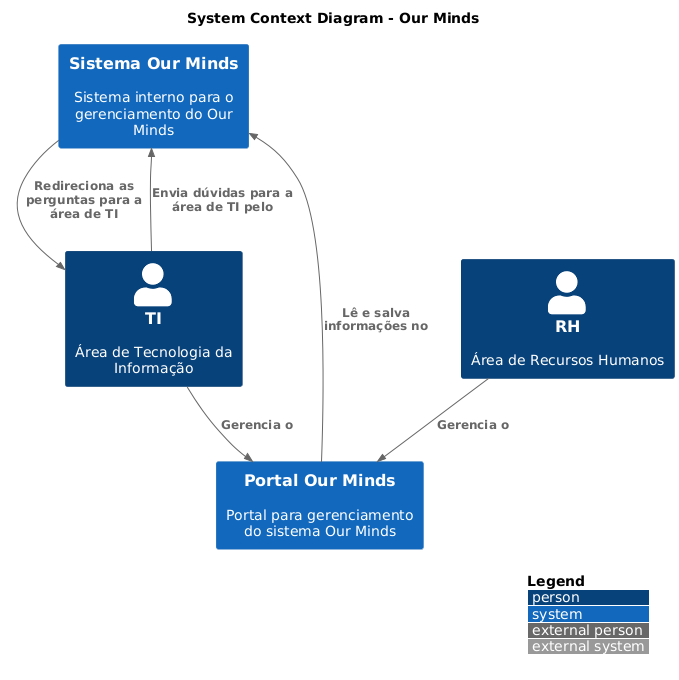 System Context Diagram - Our Minds
Sistema Our Minds
Sistema interno para o
gerenciamento do Our
Minds
Redireciona as
perguntas para a
área de TI
Envia dúvidas para a
área de TI pelo
TI
Área de Tecnologia da
Informação
Lê e salva
informações no
RH
Área de Recursos Humanos
Gerencia o
Gerencia o
Portal Our Minds
Portal para gerenciamento
do sistema Our Minds
Legend
person
system
external person
external system